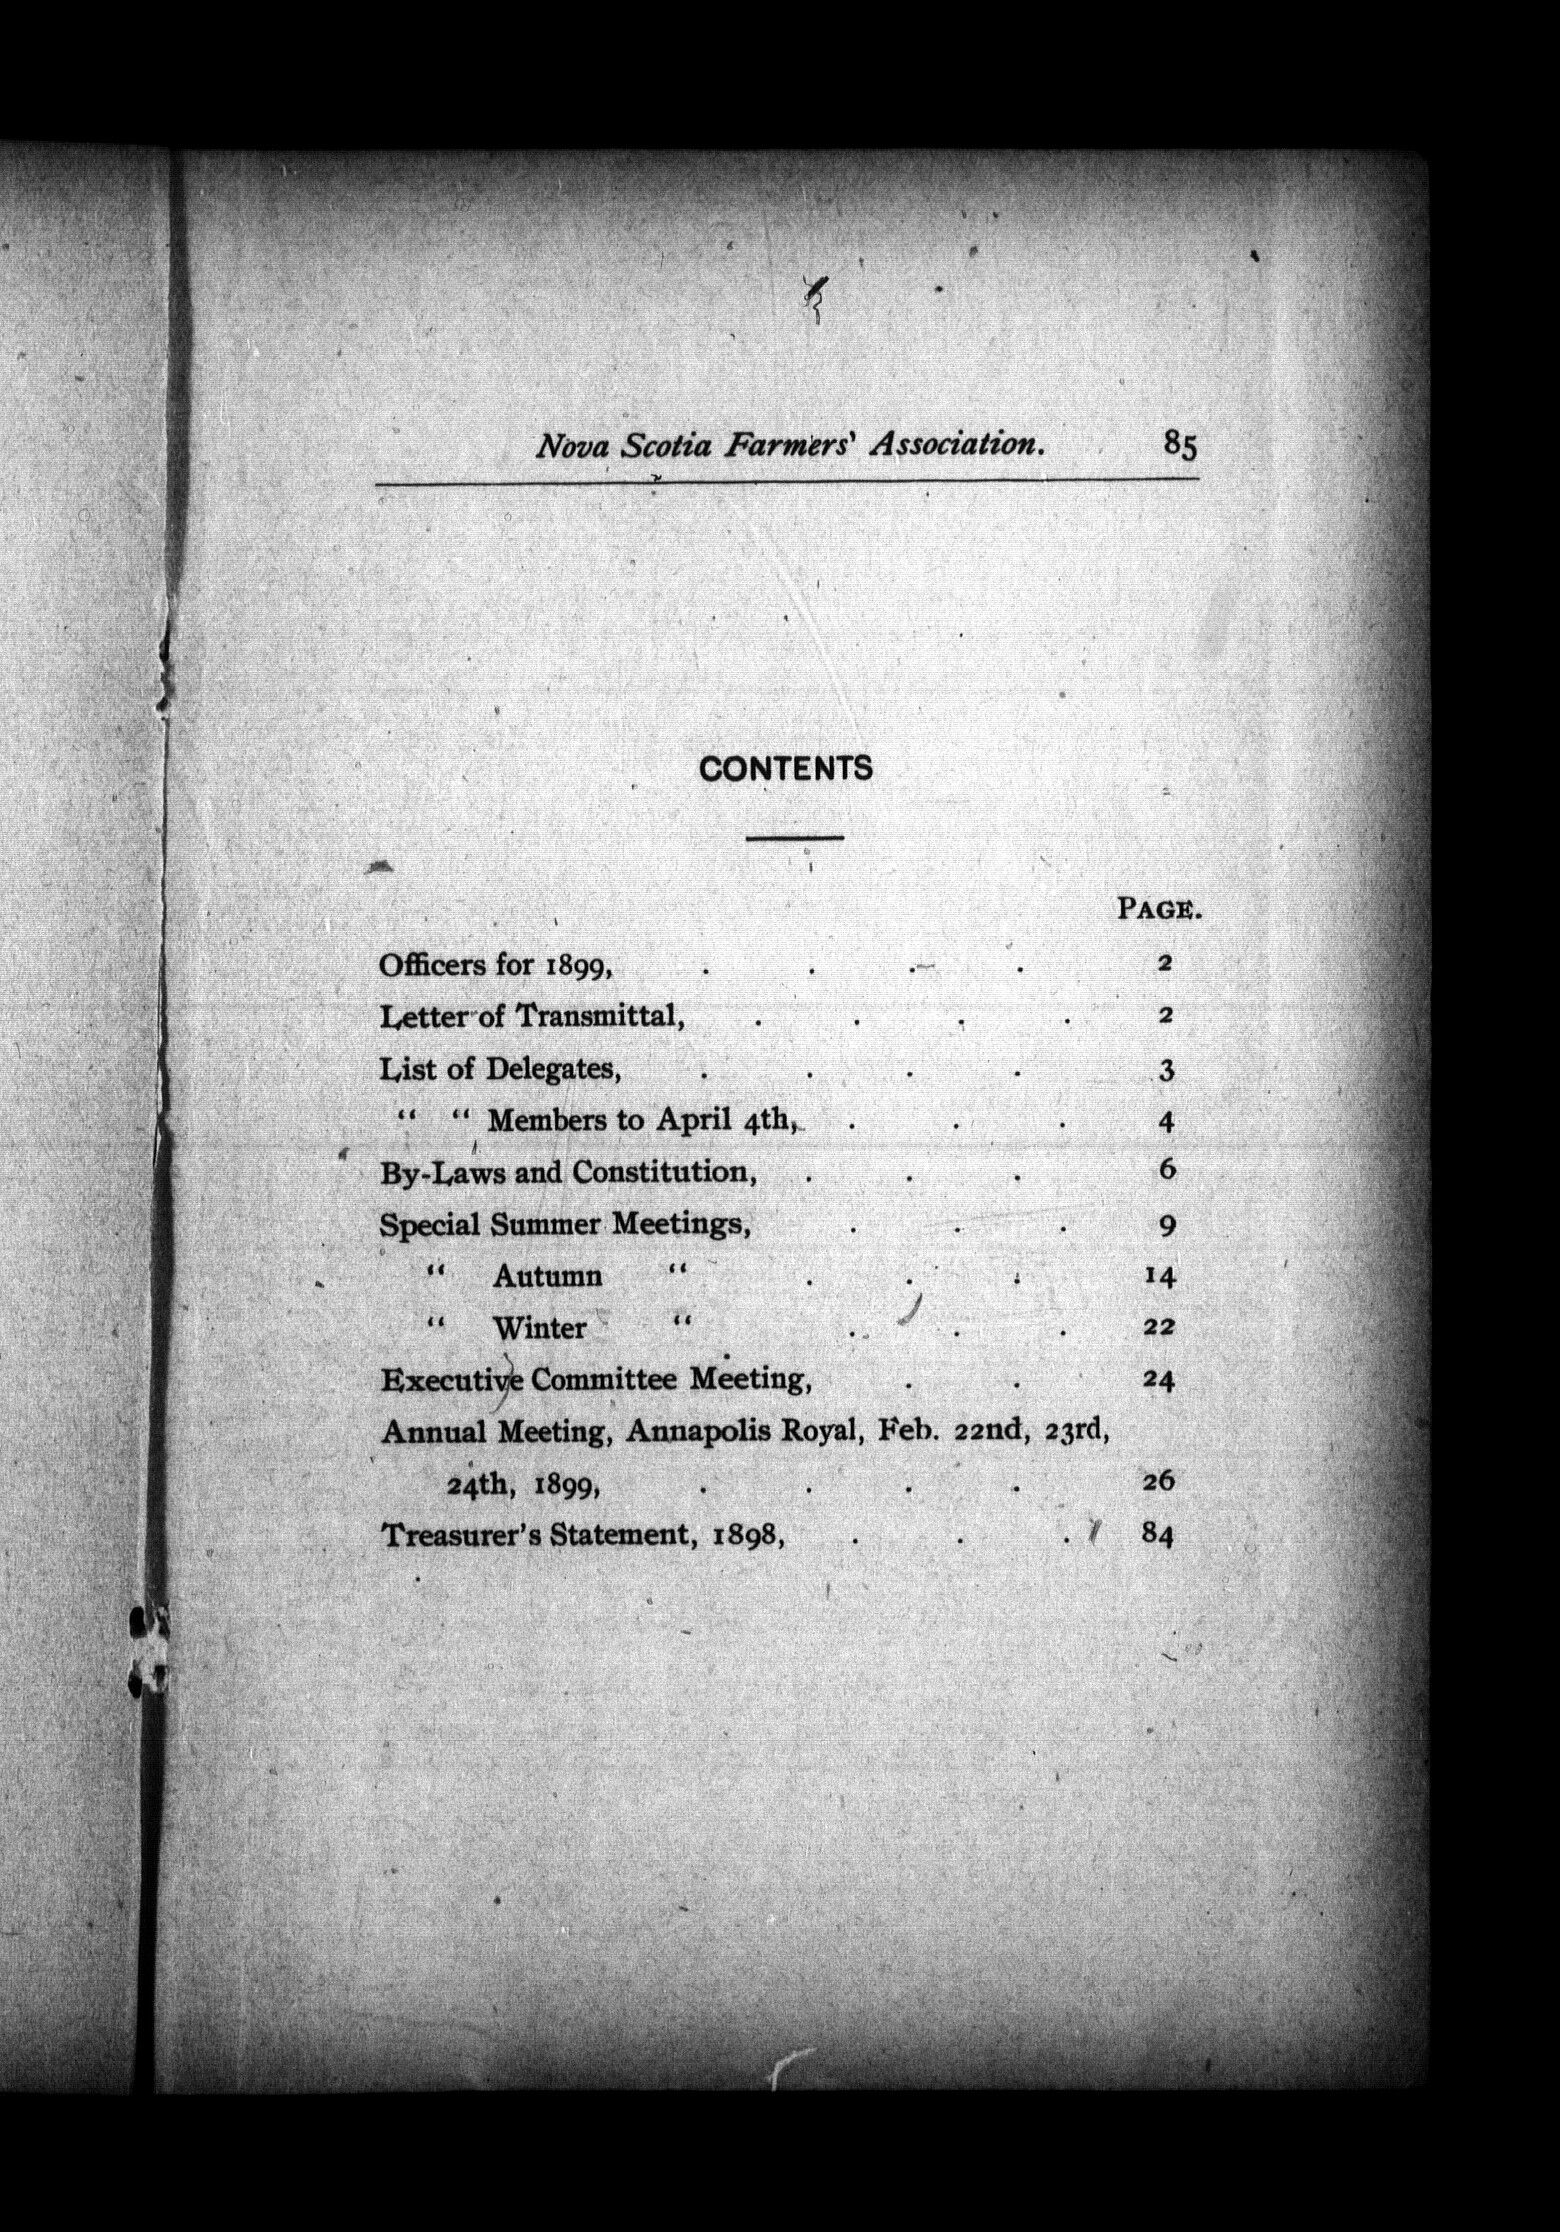 Nova Scotia Farmers' Association. 85
CONTENTS
PAGE.
Officers for 1899, . . . . 2
Letter of Transmittal, . . . . 2
List of Delegates, . . . . 3
“ “ Members to April 4th, . . . 4
By-Laws and Constitution, . . . 6
Special Summer Meetings, . . . 9
“ Autumn “ . . . 14
“ Winter “ . . . 22
Executive Committee Meeting, . . 24
Annual Meeting, Annapolis Royal, Feb. 22nd, 23rd,
24th, 1899, . . . . 26
Treasurer's Statement, 1898, . . . 84